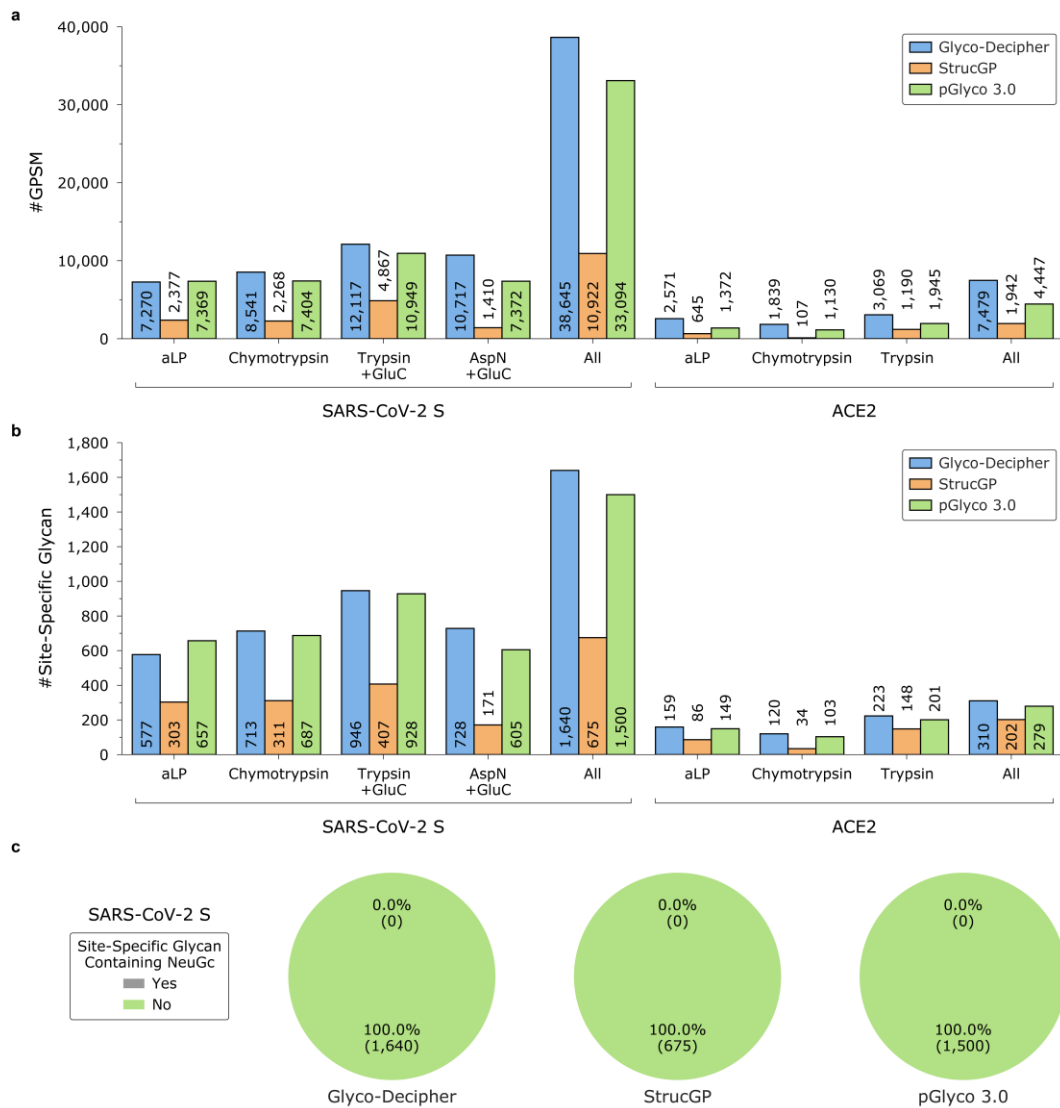 a
40,000
30,000
20,000
10,000
0
#GPSM
Glyco-Decipher
StrucGP
pGlyco 3.0
7,270 2,377 7,369 8,541 2,268 7,404 12,117 4,867 10,949 10,717 1,410 7,372 38,645 10,922 33,094 2,571 645 1,372 1,839 107 1,130 3,069 1,190 1,945 7,479 1,942 4,447
aLP Chymotrypsin Trypsin AspN All aLP Chymotrypsin Trypsin All
+GluC +GluC
SARS-CoV-2 S ACE2
b
1,800
1,600
1,400
1,200
1,000
800
600
400
200
0
#Site-Specific Glycan
Glyco-Decipher
StrucGP
pGlyco 3.0
577 303 657 713 311 687 946 407 928 728 171 605 1,640 675 1,500 159 86 149 120 34 103 223 148 201 310 202 279
aLP Chymotrypsin Trypsin AspN All aLP Chymotrypsin Trypsin All
+GluC +GluC
SARS-CoV-2 S ACE2
c
SARS-CoV-2 S
Site-Specific Glycan
Containing NeuGc
Yes
No
0.0%
(0)
100.0%
(1,640)
Glyco-Decipher
0.0%
(0)
100.0%
(675)
StrucGP
0.0%
(0)
100.0%
(1,500)
pGlyco 3.0